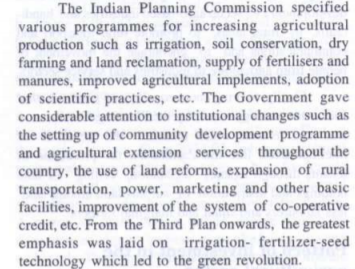 The Indian Planning Commission specified
various programmes for increasing agricultural
production such as irrigation, soil conservation, dry
farming and land reclamation, supply of fertilisers and
manures, improved agricultural implements, adoption
of scientific practices, etc. The Government gave
considerable attention to institutional changes such as
the setting up of community development programme
and agricultural extension services throughout the
country, the use of land reforms, expansion of rural
transportation, power, marketing and other basic
facilities, improvement of the system of co-operative
credit, etc. From the Third Plan onwards, the greatest
emphasis was laid on irrigation- fertilizer-seed
technology which led to the green revolution.